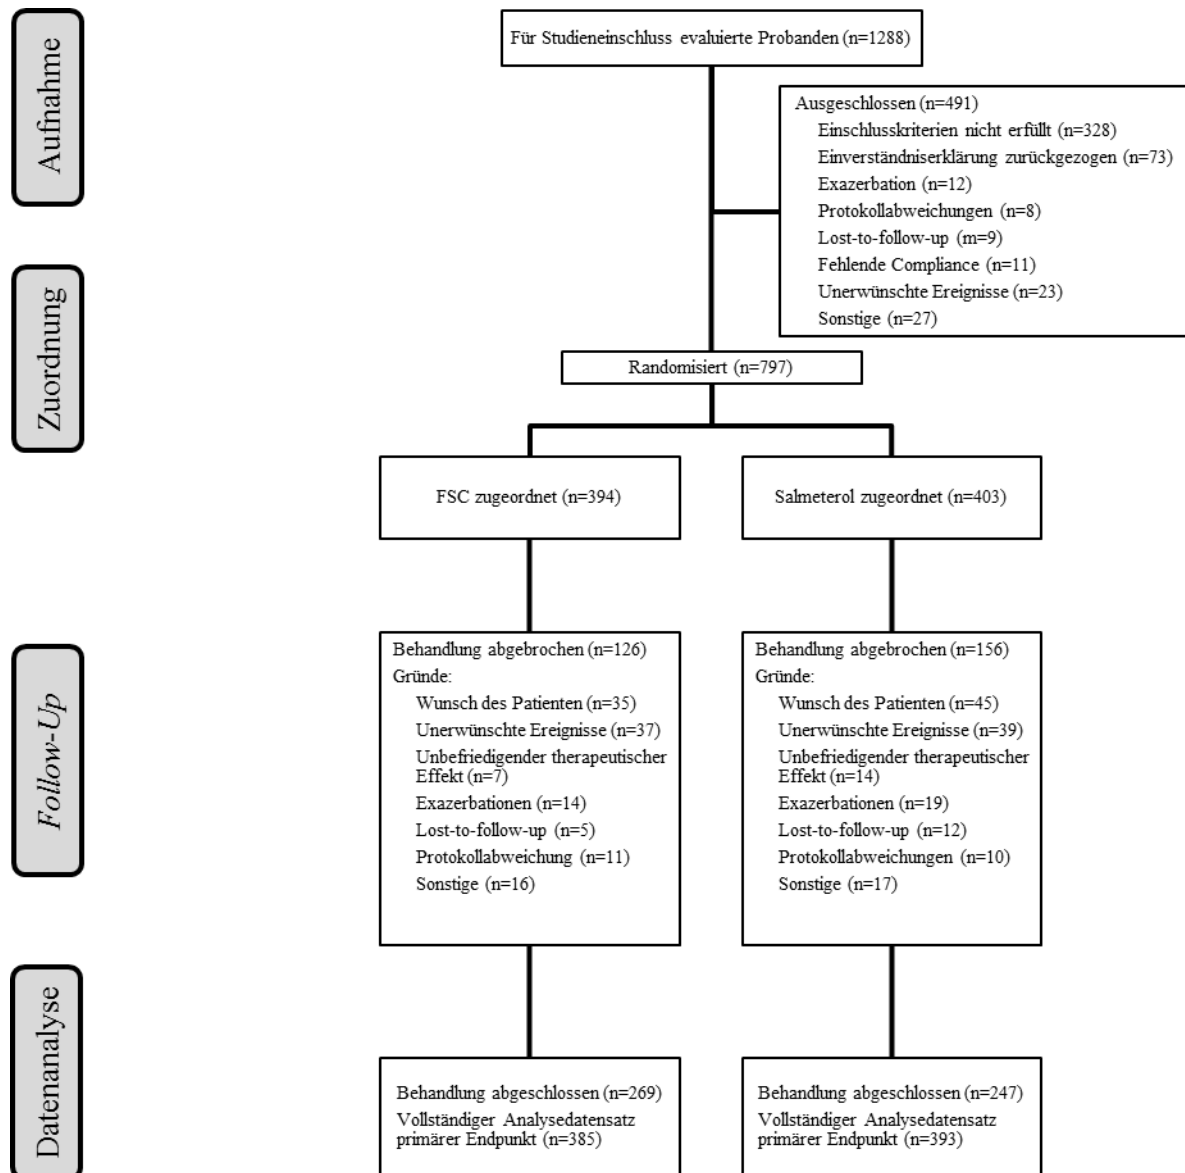 Aufnahme
Für Studieneinschluss evaluierte Probanden (n=1288)
Ausgeschlossen (n=491)
Einschlusskriterien nicht erfüllt (n=328)
Einverständniserklärung zurückgezogen (n=73)
Exazerbation (n=12)
Protokollabweichungen (n=8)
Lost-to-follow-up (m=9)
Fehlende Compliance (n=11)
Unerwünschte Ereignisse (n=23)
Sonstige (n=27)
Zuordnung
Randomisiert (n=797)
FSC zugeordnet (n=394)
Salmeterol zugeordnet (n=403)
Follow-Up
Behandlung abgebrochen (n=126)
Gründe:
Wunsch des Patienten (n=35)
Unerwünschte Ereignisse (n=37)
Unbefriedigender therapeutischer
Effekt (n=7)
Exazerbationen (n=14)
Lost-to-follow-up (n=5)
Protokollabweichung (n=11)
Sonstige (n=16)
Behandlung abgebrochen (n=156)
Gründe:
Wunsch des Patienten (n=45)
Unerwünschte Ereignisse (n=39)
Unbefriedigender therapeutischer
Effekt (n=14)
Exazerbationen (n=19)
Lost-to-follow-up (n=12)
Protokollabweichungen (n=10)
Sonstige (n=17)
Datenanalyse
Behandlung abgeschlossen (n=269)
Vollständiger Analysedatensatz
primärer Endpunkt (n=385)
Behandlung abgeschlossen (n=247)
Vollständiger Analysedatensatz
primärer Endpunkt (n=393)